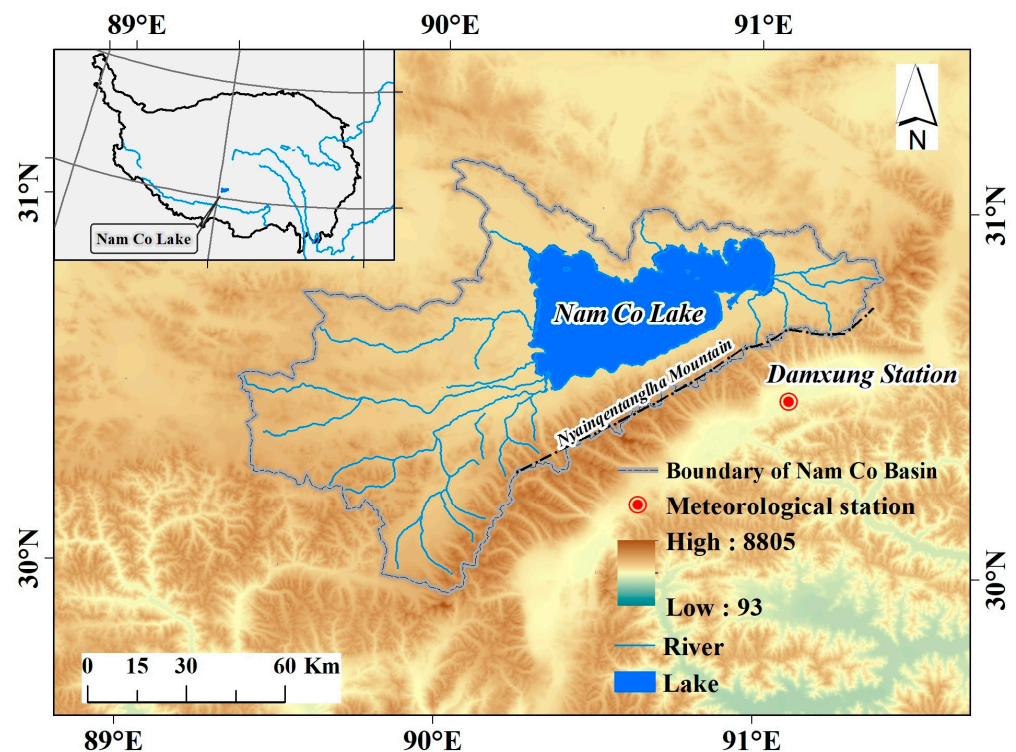 89°E 90°E 91°E
31°N
31°N
N
Nam Co Lake
Nam Co Lake
Nyainqentanglha Mountain
Damxung Station
Boundary of Nam Co Basin
Meteorological station
High : 8805
Low : 93
River
Lake
30°N
30°N
0 15 30 60 Km
89°E 90°E 91°E